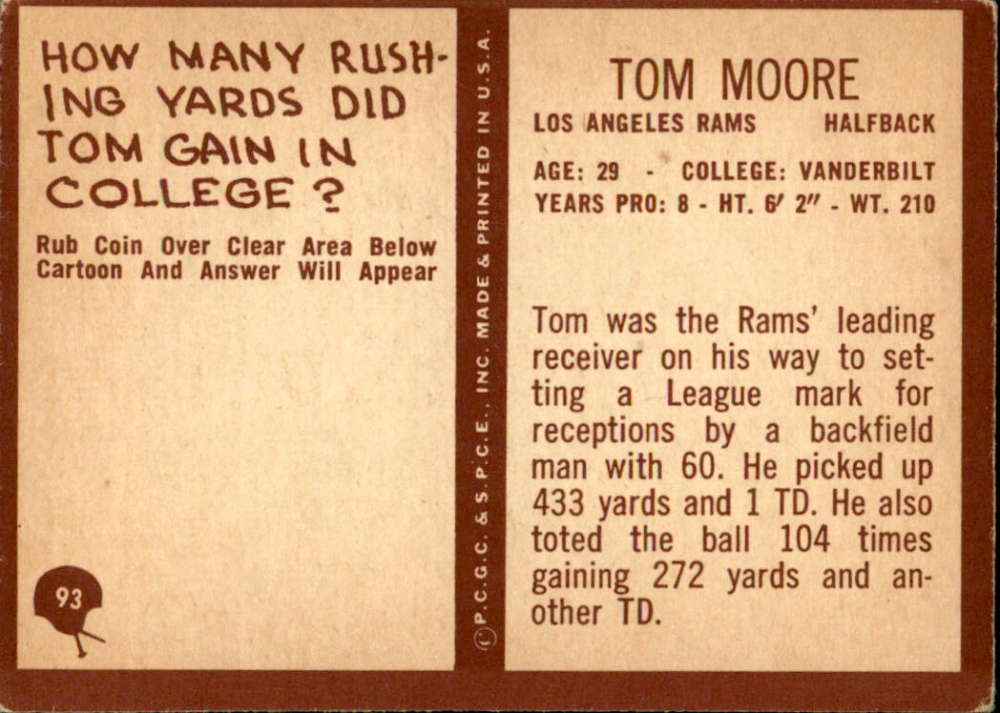 HOW MANY RUSH-
ING YARDS DID
TOM GAIN IN
COLLEGE?
Rub Coin Over Clear Area Below
Cartoon And Answer Will Appear
93
©P.C.G.C. & S.P.C.E., INC. MADE & PRINTED IN U.S.A.
TOM MOORE
LOS ANGELES RAMS HALFBACK
AGE: 29 - COLLEGE: VANDERBILT
YEARS PRO: 8 - HT. 6' 2" - WT. 210
Tom was the Rams' leading
receiver on his way to set-
ting a League mark for
receptions by a backfield
man with 60. He picked up
433 yards and 1 TD. He also
toted the ball 104 times
gaining 272 yards and an-
other TD.